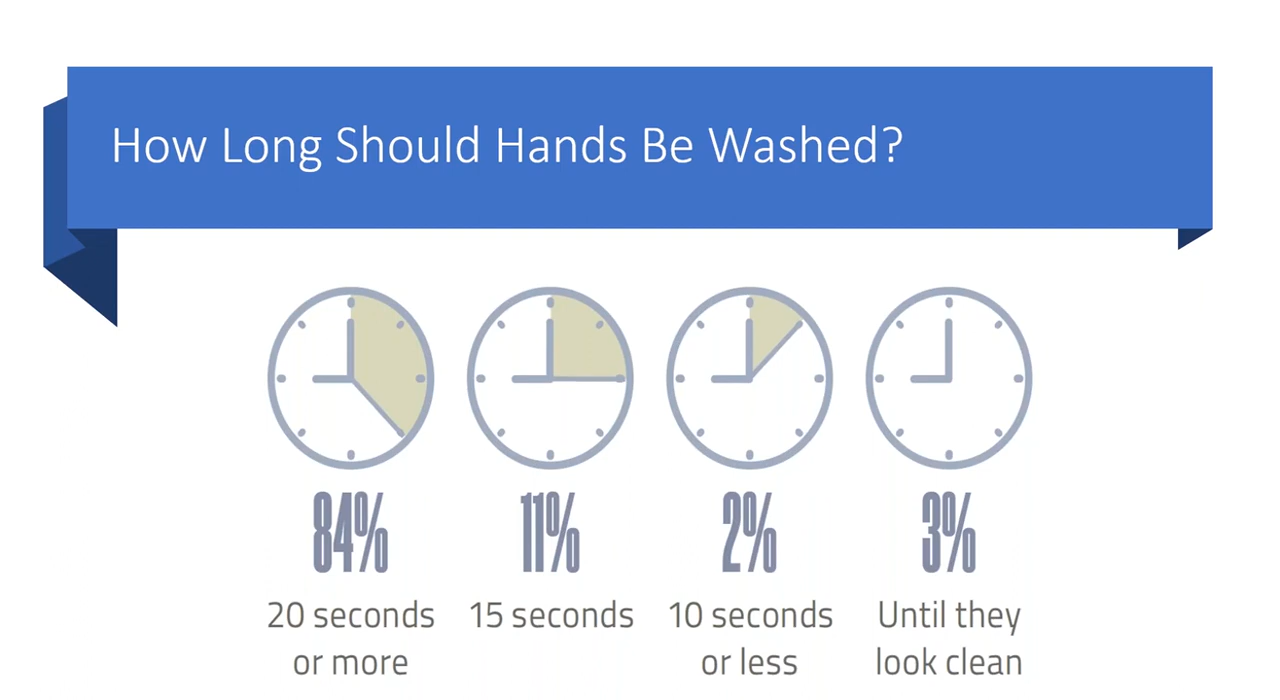 How Long Should Hands Be Washed?
84%
20 seconds
or more
11%
15 seconds
2%
10 seconds
or less
3%
Until they
look clean